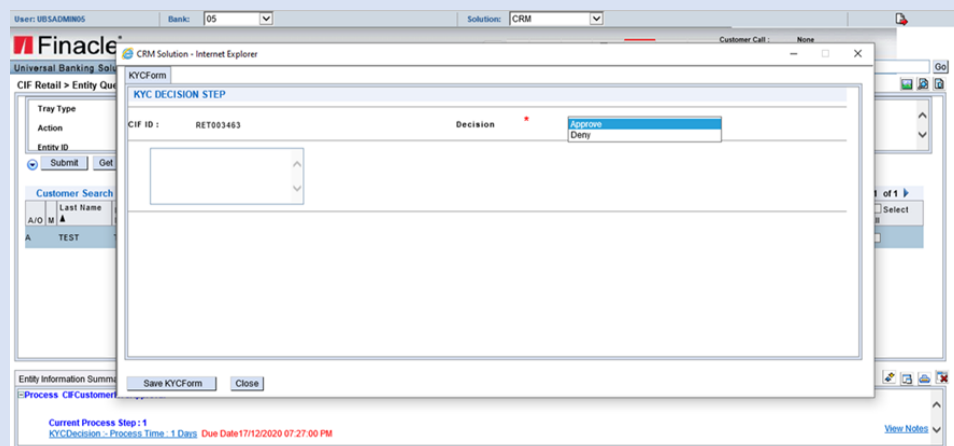 User: UBSADMIN05 Bank: 05 Solution: CRM
Finacle
Customer Call : None
CRM Solution - Internet Explorer
Universal Banking Solu
Go
KYCForm
CIF Retail > Entity Que
KYC DECISION STEP
Tray Type
Action
Entity ID
CIF ID : RET003463 Decision * Approve
Deny
Submit Get
Customer Search
1 of 1
A/O M Last Name
Select
A TEST
Save KYCForm Close
Entity Information Summa
Process CIFCustomer
Current Process Step : 1
KYCDecision :- Process Time : 1 Days Due Date17/12/2020 07:27:00 PM
View Notes